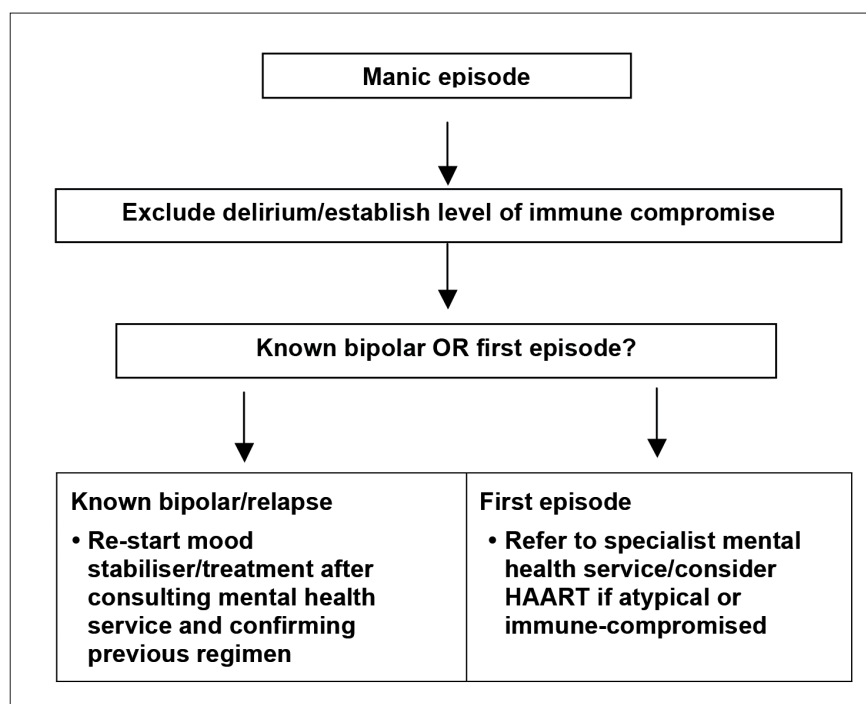 Manic episode
Exclude delirium/establish level of immune compromise
Known bipolar OR first episode?
Known bipolar/relapse
• Re-start mood
stabiliser/treatment after
consulting mental health
service and confirming
previous regimen
First episode
• Refer to specialist mental
health service/consider
HAART if atypical or
immune-compromised